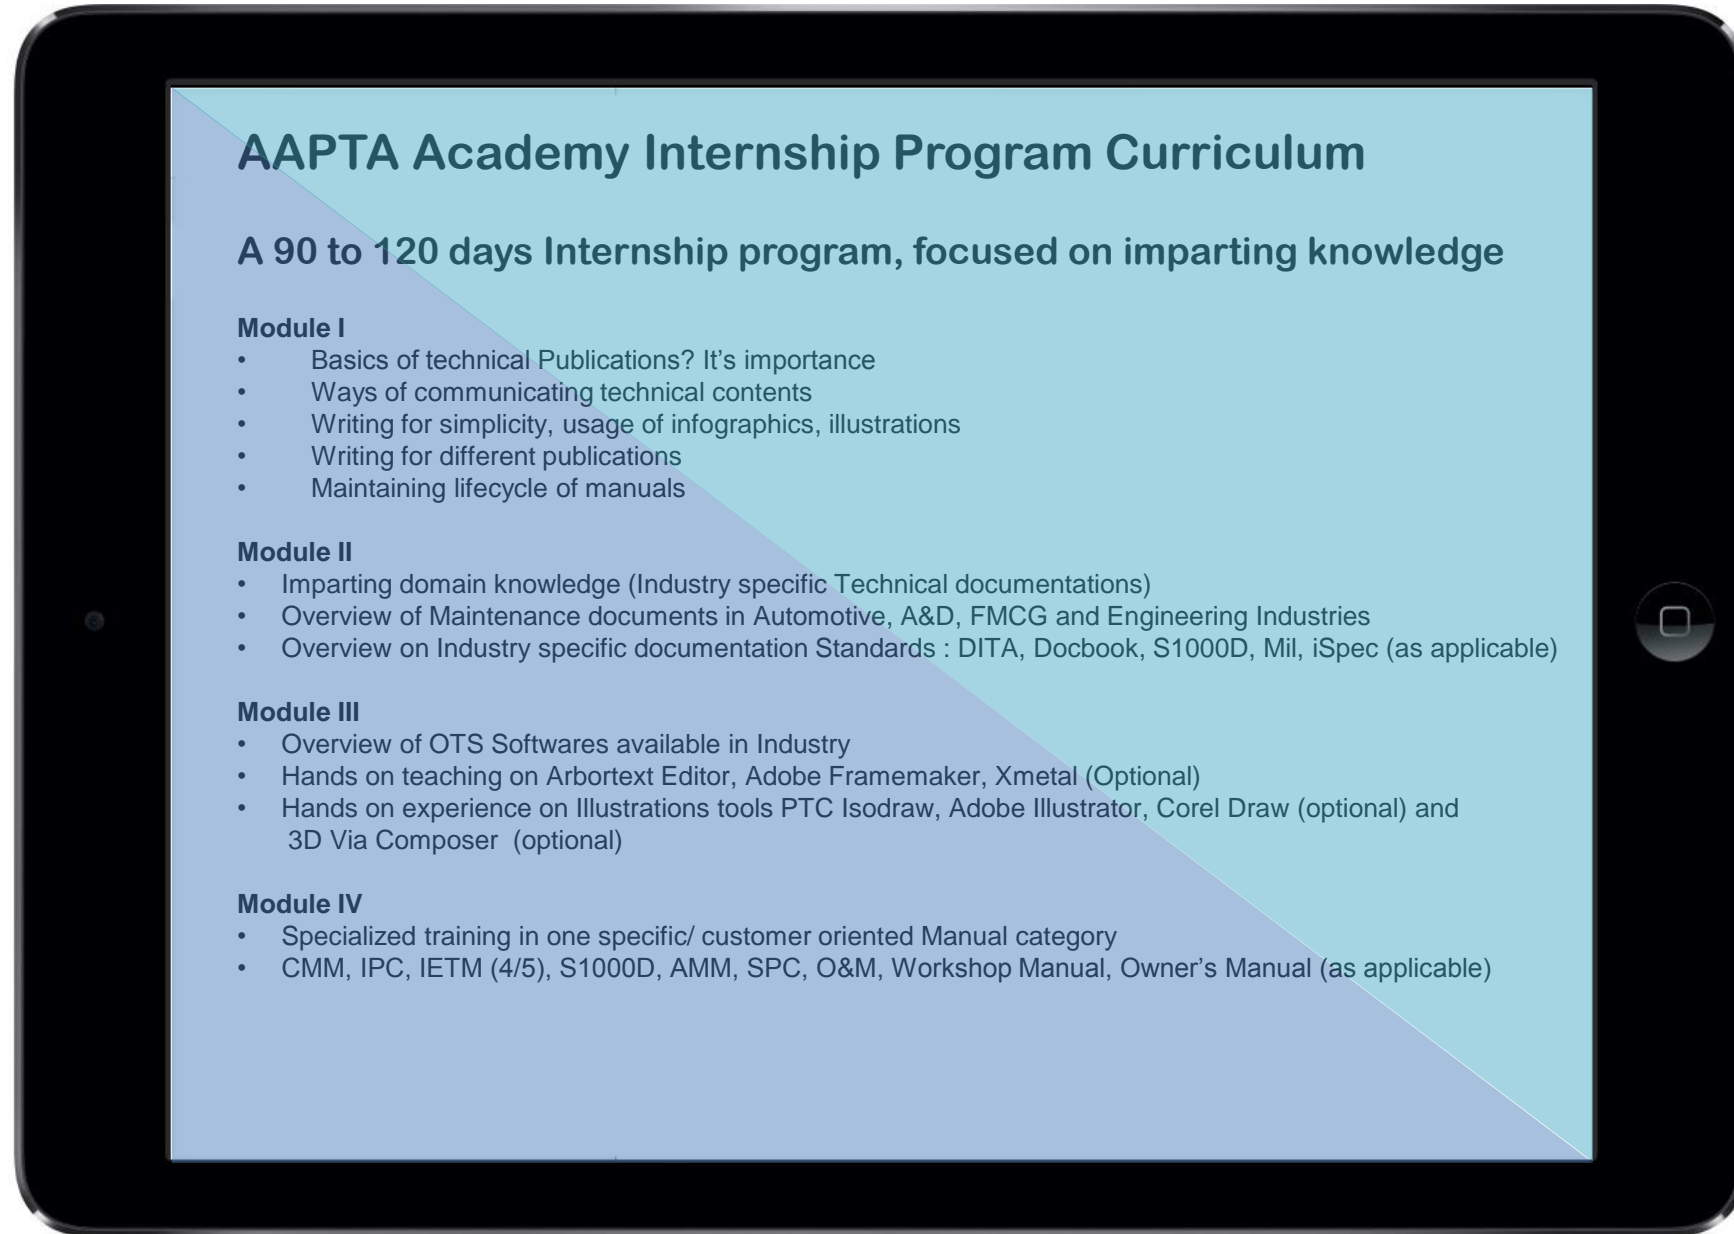 AAPTA Academy Internship Program Curriculum
A 90 to 120 days Internship program, focused on imparting knowledge
Module I
• Basics of technical Publications? It’s importance
• Ways of communicating technical contents
• Writing for simplicity, usage of infographics, illustrations
• Writing for different publications
• Maintaining lifecycle of manuals
Module II
• Imparting domain knowledge (Industry specific Technical documentations)
• Overview of Maintenance documents in Automotive, A&D, FMCG and Engineering Industries
• Overview on Industry specific documentation Standards : DITA, Docbook, S1000D, Mil, iSpec (as applicable)
Module III
• Overview of OTS Softwares available in Industry
• Hands on teaching on Arbortext Editor, Adobe Framemaker, Xmetal (Optional)
• Hands on experience on Illustrations tools PTC Isodraw, Adobe Illustrator, Corel Draw (optional) and
3D Via Composer (optional)
Module IV
• Specialized training in one specific/ customer oriented Manual category
• CMM, IPC, IETM (4/5), S1000D, AMM, SPC, O&M, Workshop Manual, Owner’s Manual (as applicable)